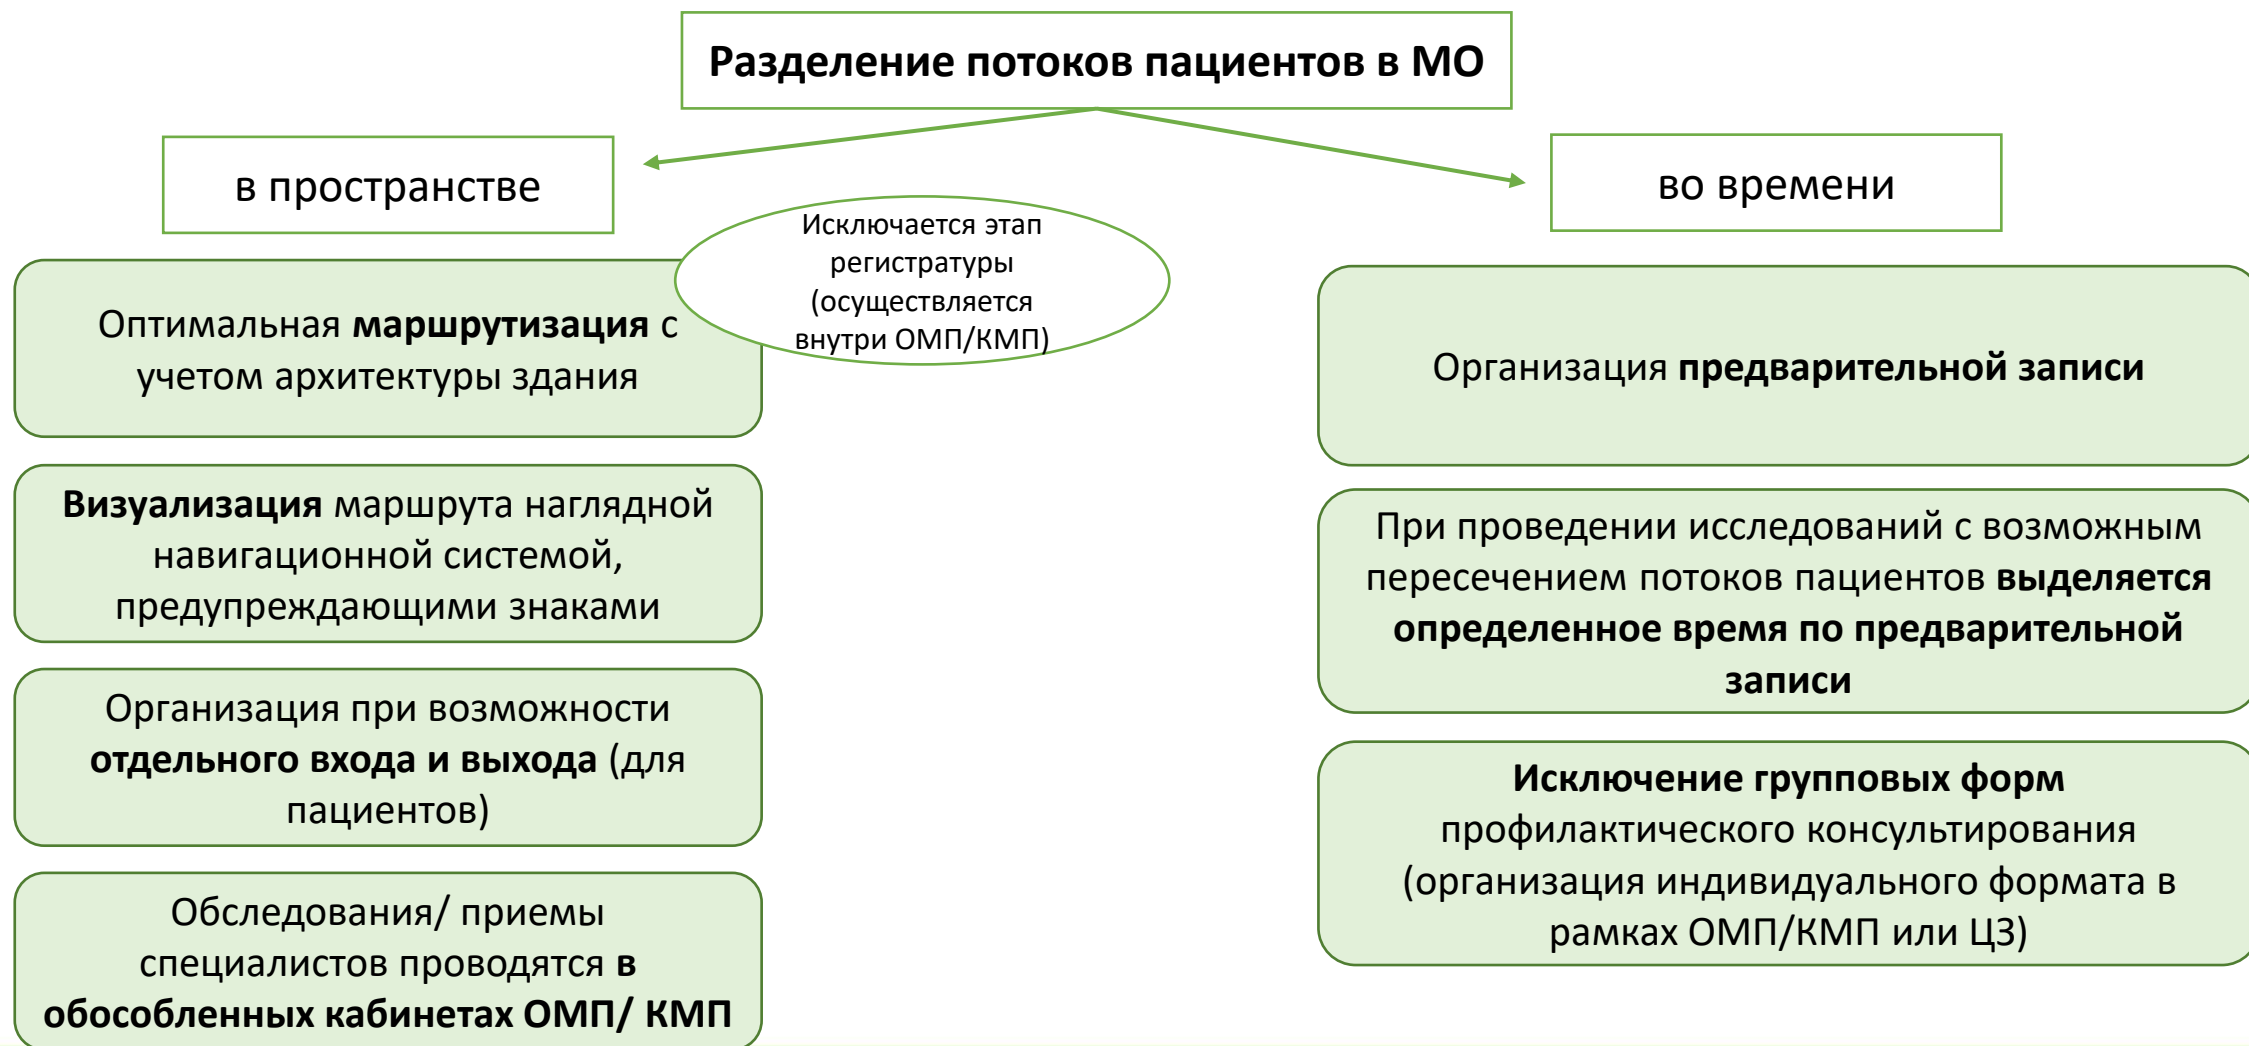 Разделение потоков пациентов в МО
в пространстве
во времени
Исключается этап
регистратуры
(осуществляется
внутри ОМП/КМП)
Оптимальная маршрутизация с
учетом архитектуры здания
Визуализация маршрута наглядной
навигационной системой,
предупреждающими знаками
Организация при возможности
отдельного входа и выхода (для
пациентов)
Обследования/ приемы
специалистов проводятся в
обособленных кабинетах ОМП/ КМП
Организация предварительной записи
При проведении исследований с возможным
пересечением потоков пациентов выделяется
определенное время по предварительной
записи
Исключение групповых форм
профилактического консультирования
(организация индивидуального формата в
рамках ОМП/КМП или ЦЗ)